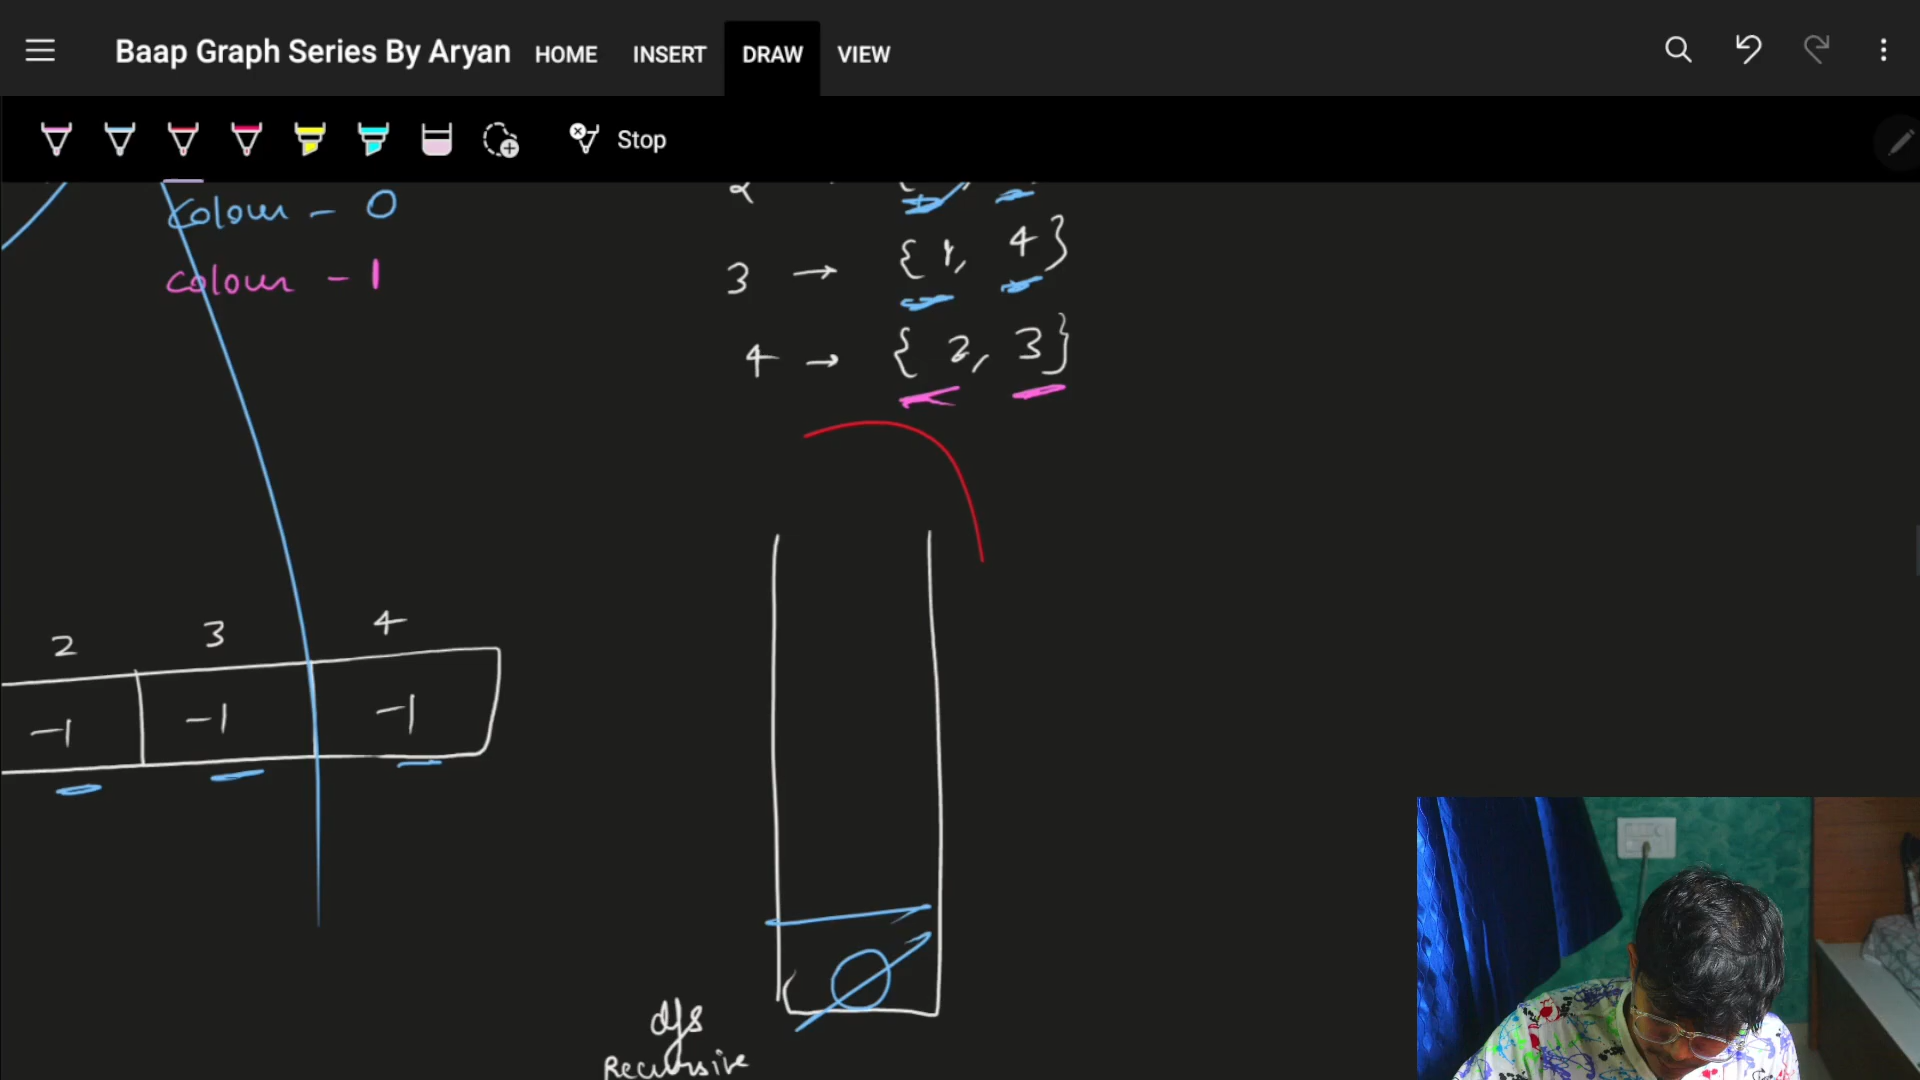 Baap Graph Series By Aryan HOME INSERT DRAW VIEW
Stop
colour - 0
colour - 1
2
3 → {1, 4}
4 → { 2, 3}
2 3 4
-1 -1 -1
dfs
Recursive